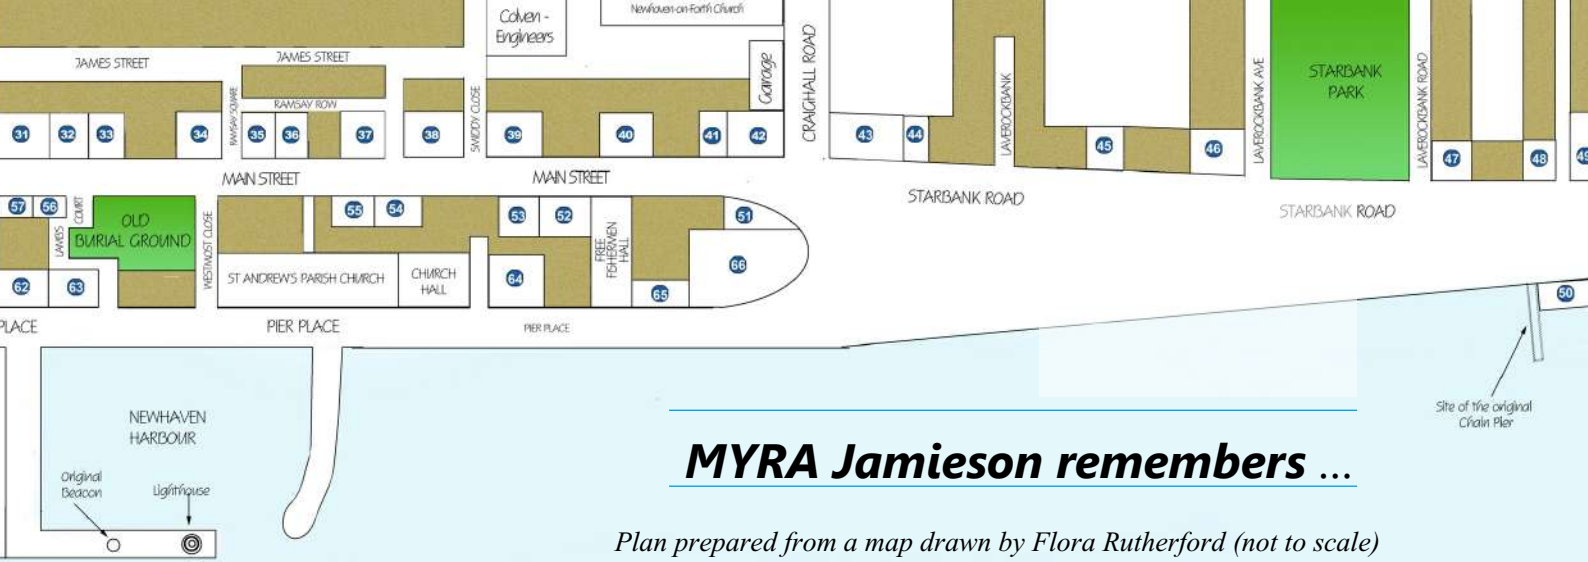 Colven -
Engineers
Newhaven-on-Forth Church
JAMES STREET
JAMES STREET
RAMSAY SQUARE
RAMSAY ROW
SMIDDY CLOSE
Garage
CRAIGHALL ROAD
LAVEROCKBANK
LAVEROCKBANK AVE
STARBANK
PARK
LAVEROCKBANK ROAD
31
32
33
34
35
36
37
38
39
40
41
42
43
44
45
46
47
48
49
MAIN STREET
MAIN STREET
STARBANK ROAD
STARBANK ROAD
57
56
LAMBS
COURT
OLD
BURIAL GROUND
WESTMOST CLOSE
55
54
53
52
FREE
FISHERMEN
HALL
51
66
62
63
ST ANDREW'S PARISH CHURCH
CHURCH
HALL
64
65
50
PLACE
PIER PLACE
PIER PLACE
NEWHAVEN
HARBOUR
Original
Beacon
Lighthouse
Site of the original
Chain Pier
MYRA Jamieson remembers ...
Plan prepared from a map drawn by Flora Rutherford (not to scale)